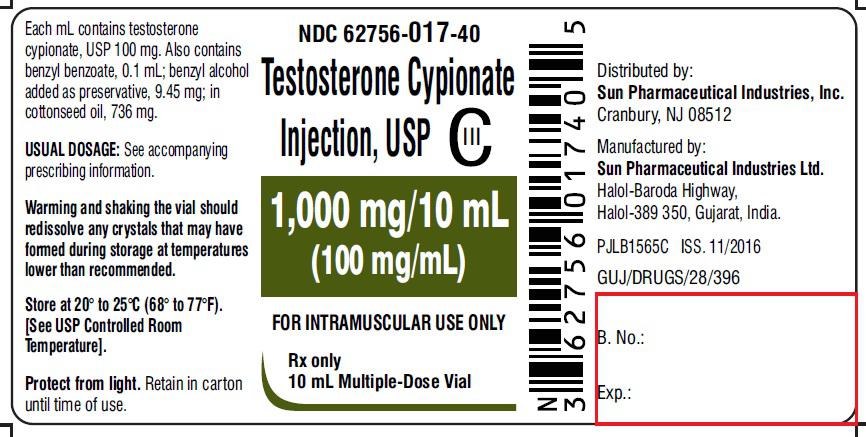 Each mL contains testosterone
cypionate, USP 100 mg. Also contains
benzyl benzoate, 0.1 mL; benzyl alcohol
added as preservative, 9.45 mg; in
cottonseed oil, 736 mg.
USUAL DOSAGE: See accompanying
prescribing information.
Warming and shaking the vial should
redissolve any crystals that may have
formed during storage at temperatures
lower than recommended.
Store at 20° to 25°C (68° to 77°F).
[See USP Controlled Room
Temperature].
Protect from light. Retain in carton
until time of use.
NDC 62756-017-40
Testosterone Cypionate
Injection, USP CIII
1,000 mg/10 mL
(100 mg/mL)
FOR INTRAMUSCULAR USE ONLY
Rx only
10 mL Multiple-Dose Vial
N
3 62756 01740 5
Distributed by:
Sun Pharmaceutical Industries, Inc.
Cranbury, NJ 08512
Manufactured by:
Sun Pharmaceutical Industries Ltd.
Halol-Baroda Highway,
Halol-389 350, Gujarat, India.
PJLB1565C ISS. 11/2016
GUJ/DRUGS/28/396
B. No.:
Exp.: